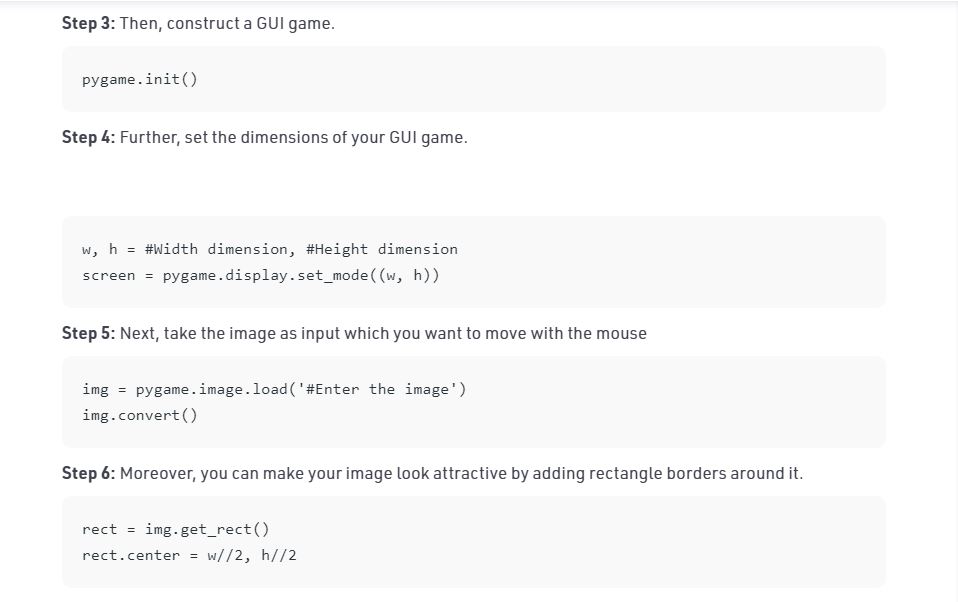 Step 3: Then, construct a GUI game.
pygame.init()
Step 4: Further, set the dimensions of your GUI game.
w, h = #Width dimension, #Height dimension
screen = pygame.display.set_mode((w, h))
Step 5: Next, take the image as input which you want to move with the mouse
img = pygame.image.load('#Enter the image')
img.convert()
Step 6: Moreover, you can make your image look attractive by adding rectangle borders around it.
rect = img.get_rect()
rect.center = w//2, h//2